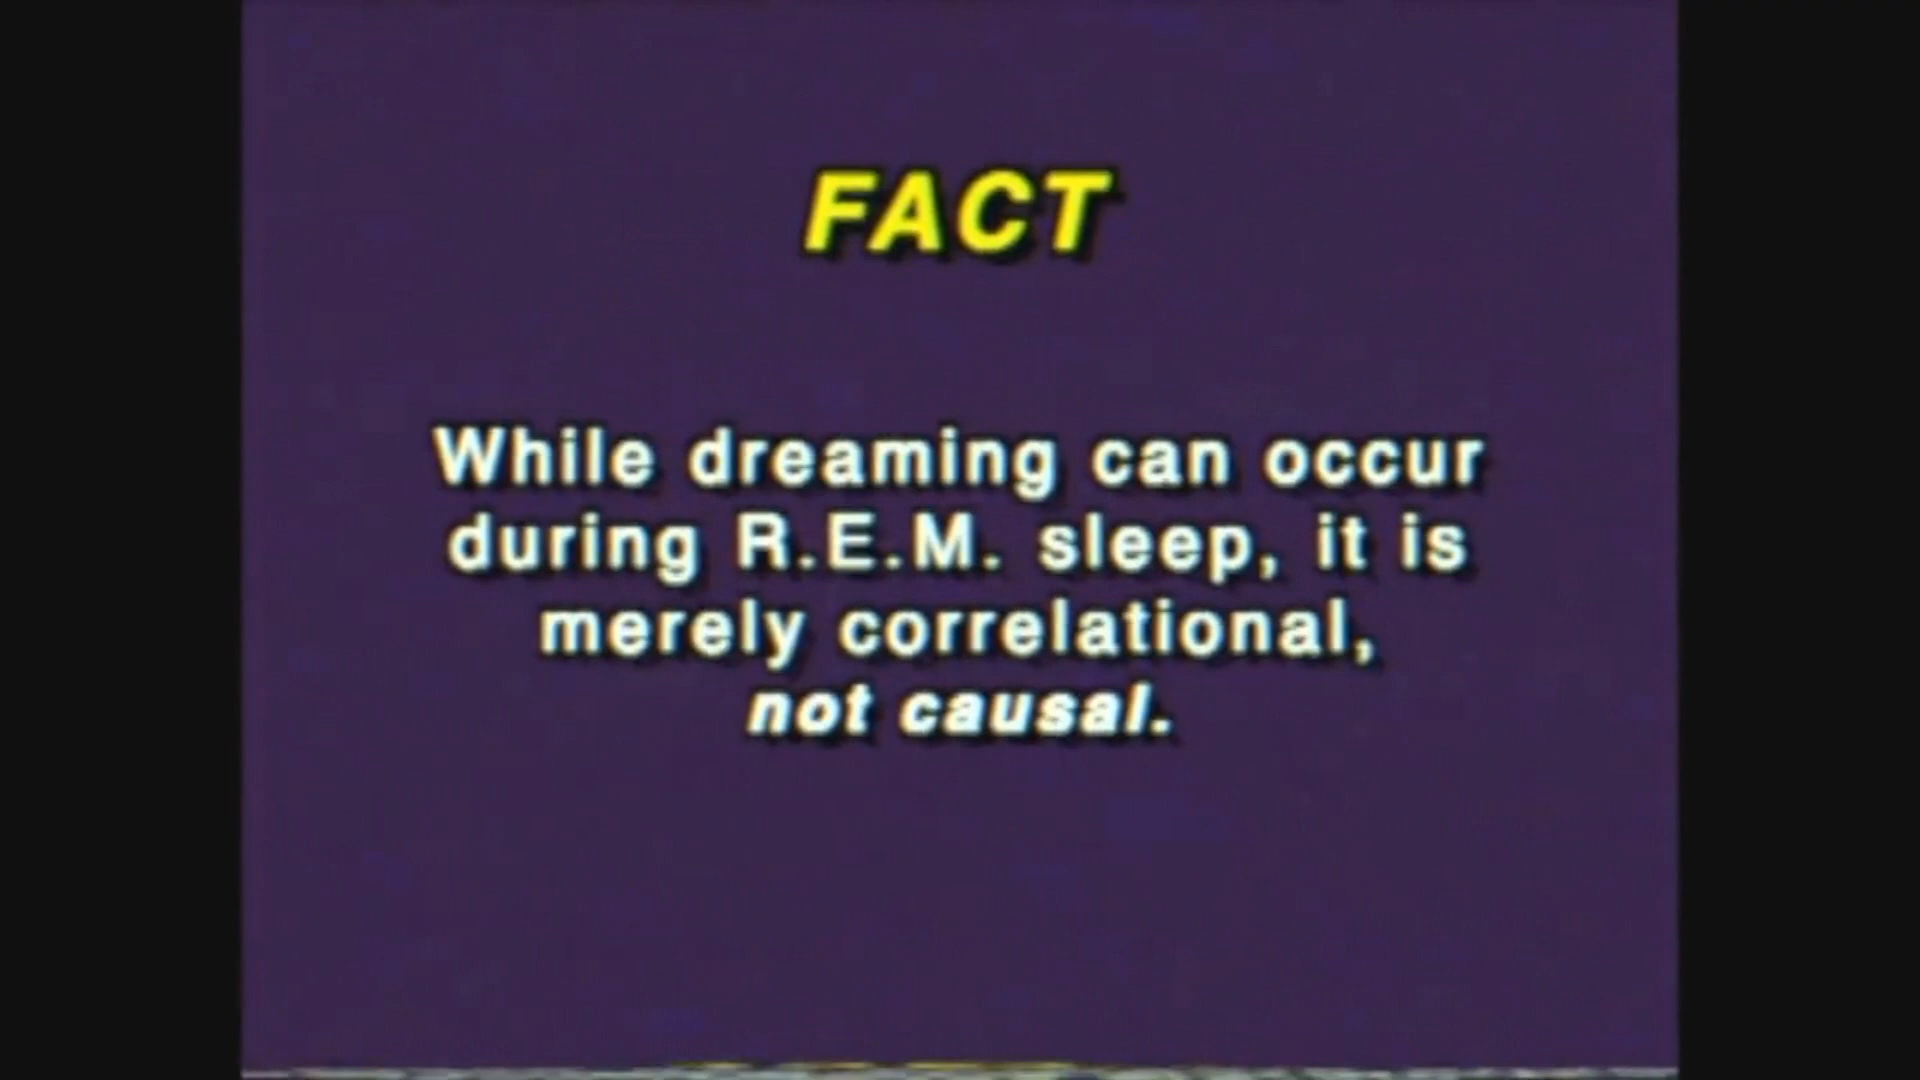 FACT
While dreaming can occur
during R.E.M. sleep, it is
merely correlational,
not causal.